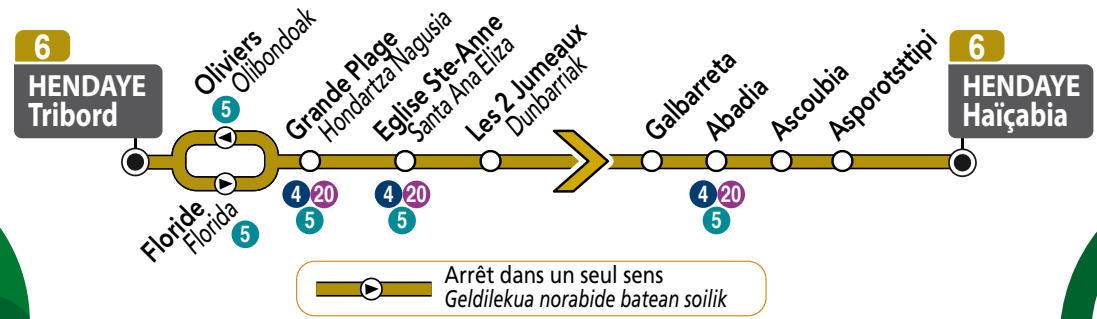 6
HENDAYE
Tribord
Oliviers
Olibondoak
5
Floride
Florida
5
Grande Plage
Hondartza Nagusia
4 20
5
Eglise Ste-Anne
Santa Ana Eliza
4 20
5
Les 2 Jumeaux
Dunbarriak
Galbarreta
Abadia
4 20
5
Ascoubia
Asporotsttipi
6
HENDAYE
Haïçabia
Arrêt dans un seul sens
Geldilekua norabide batean soilik